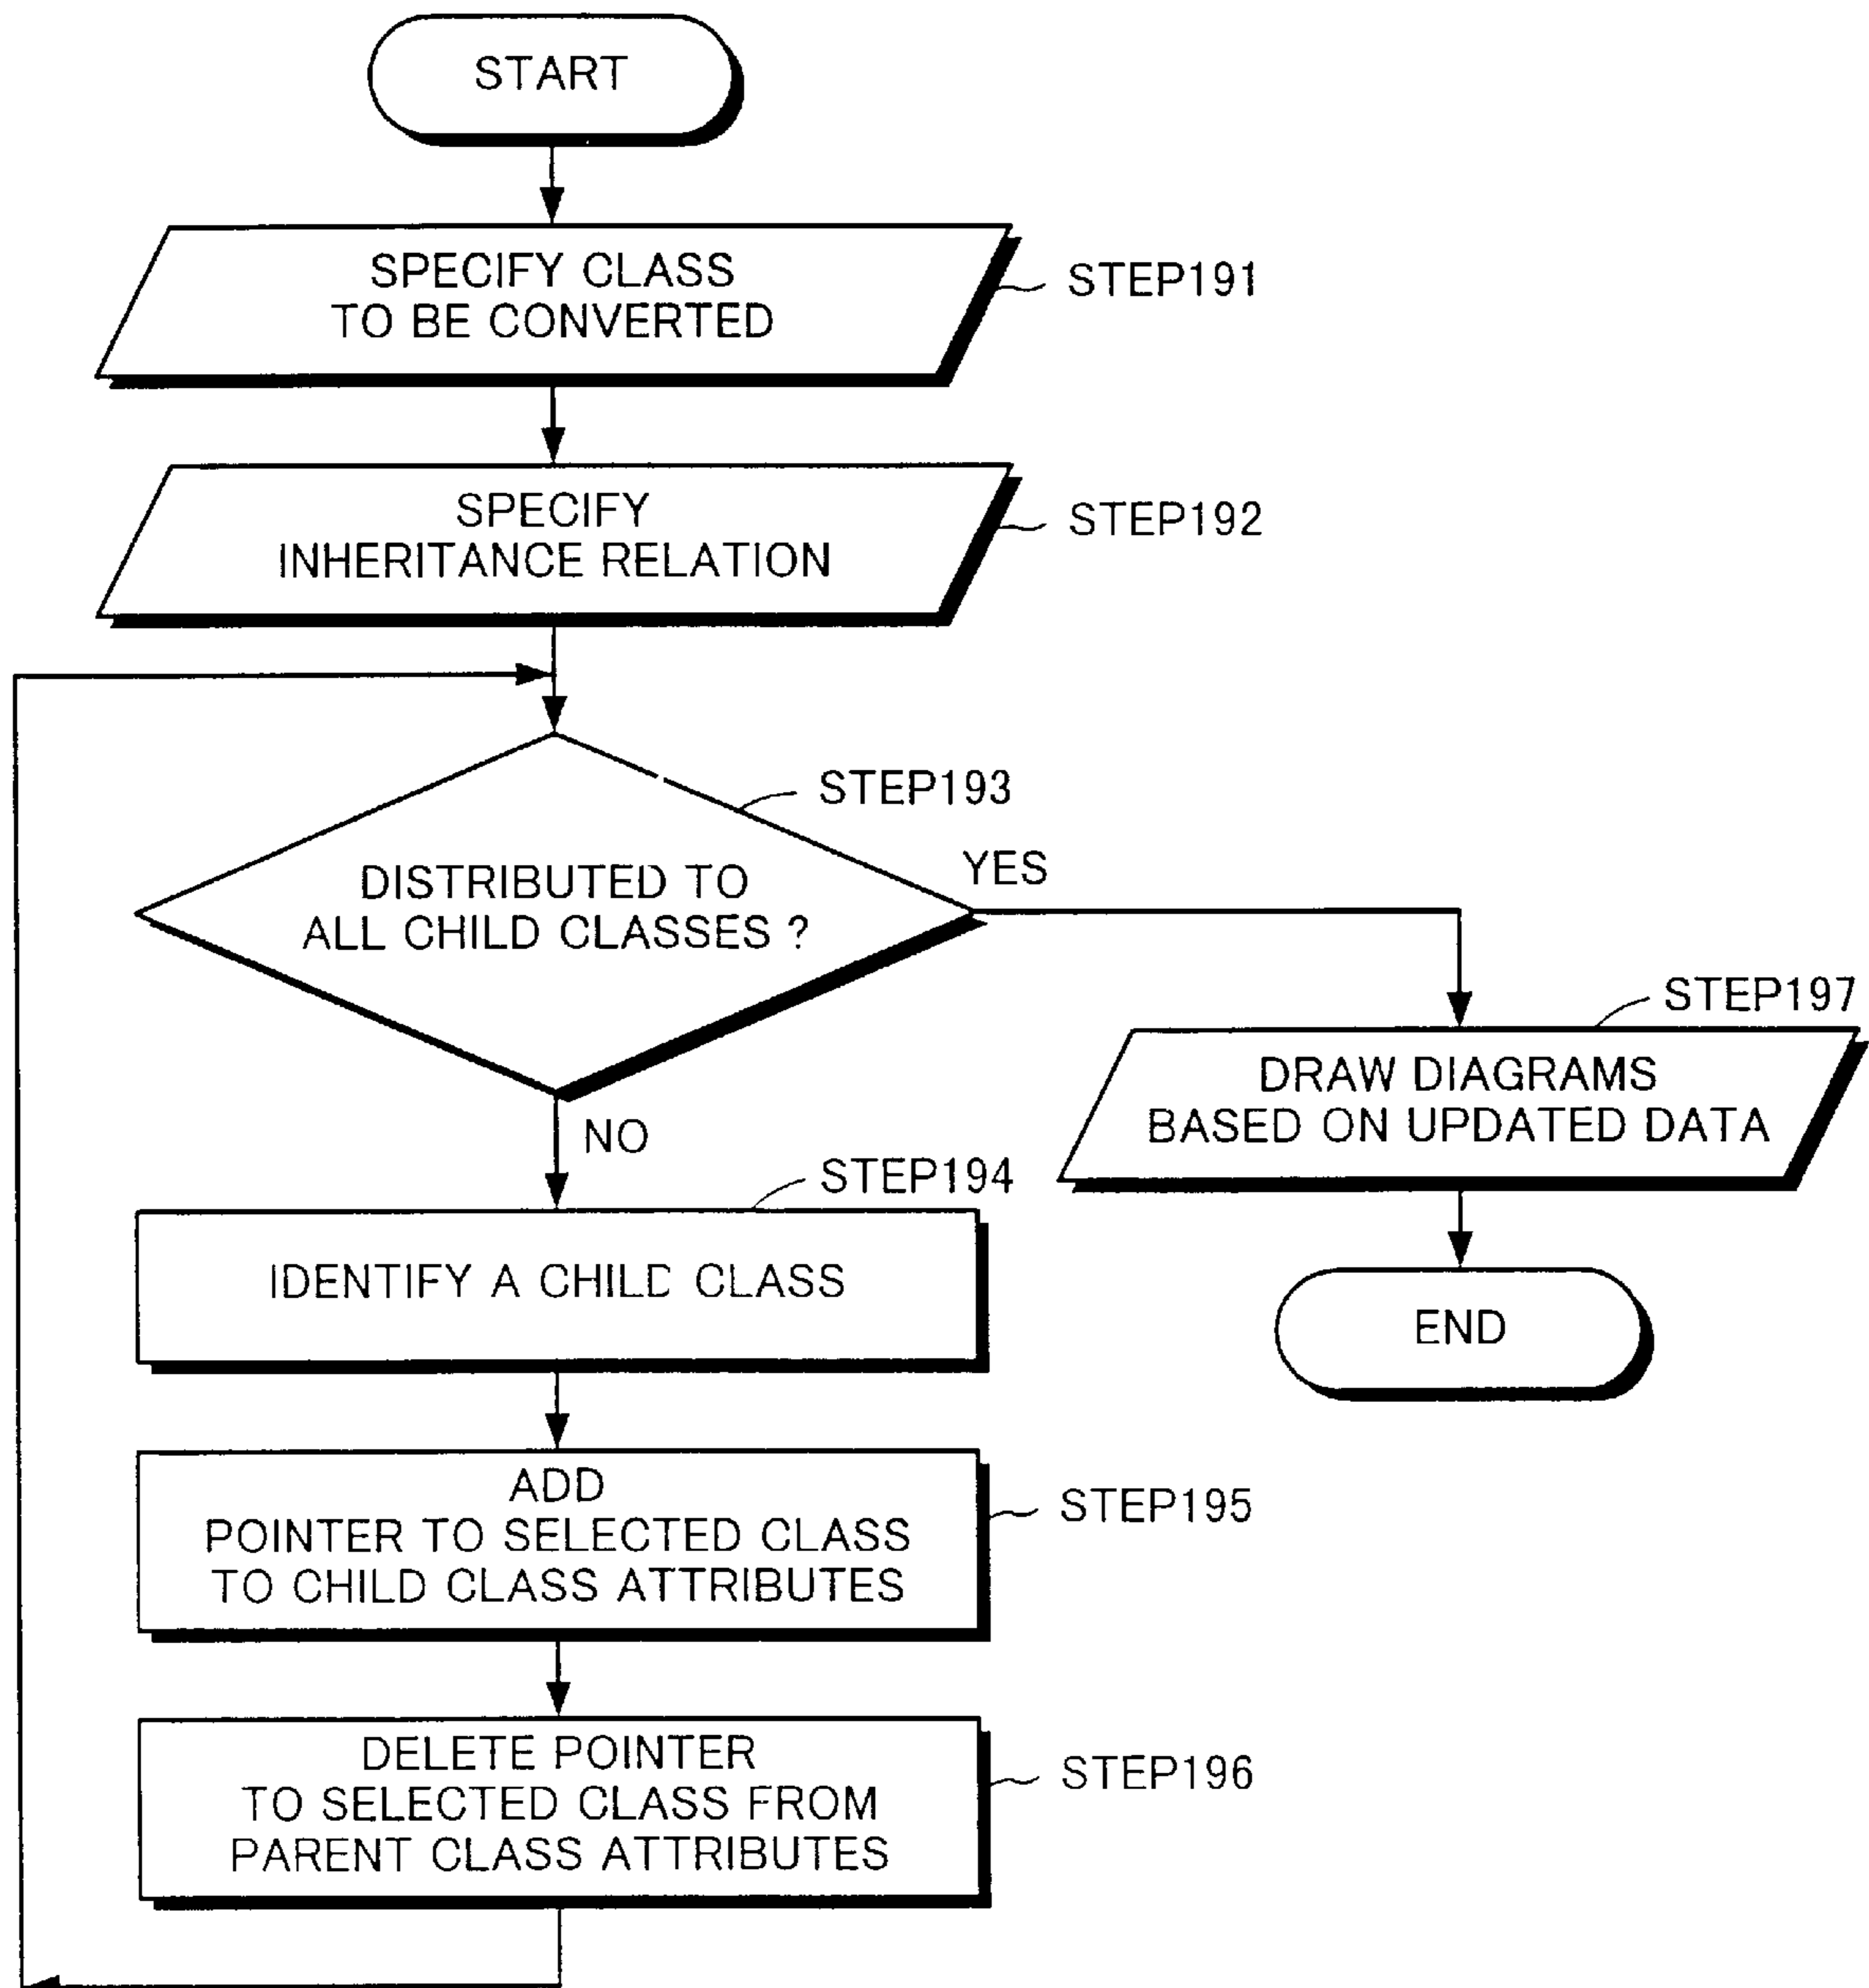 START
SPECIFY CLASS
TO BE CONVERTED
STEP191
SPECIFY
INHERITANCE RELATION
STEP192
STEP193
DISTRIBUTED TO
ALL CHILD CLASSES ?
YES
NO
STEP197
DRAW DIAGRAMS
BASED ON UPDATED DATA
END
STEP194
IDENTIFY A CHILD CLASS
ADD
POINTER TO SELECTED CLASS
TO CHILD CLASS ATTRIBUTES
STEP195
DELETE POINTER
TO SELECTED CLASS FROM
PARENT CLASS ATTRIBUTES
STEP196